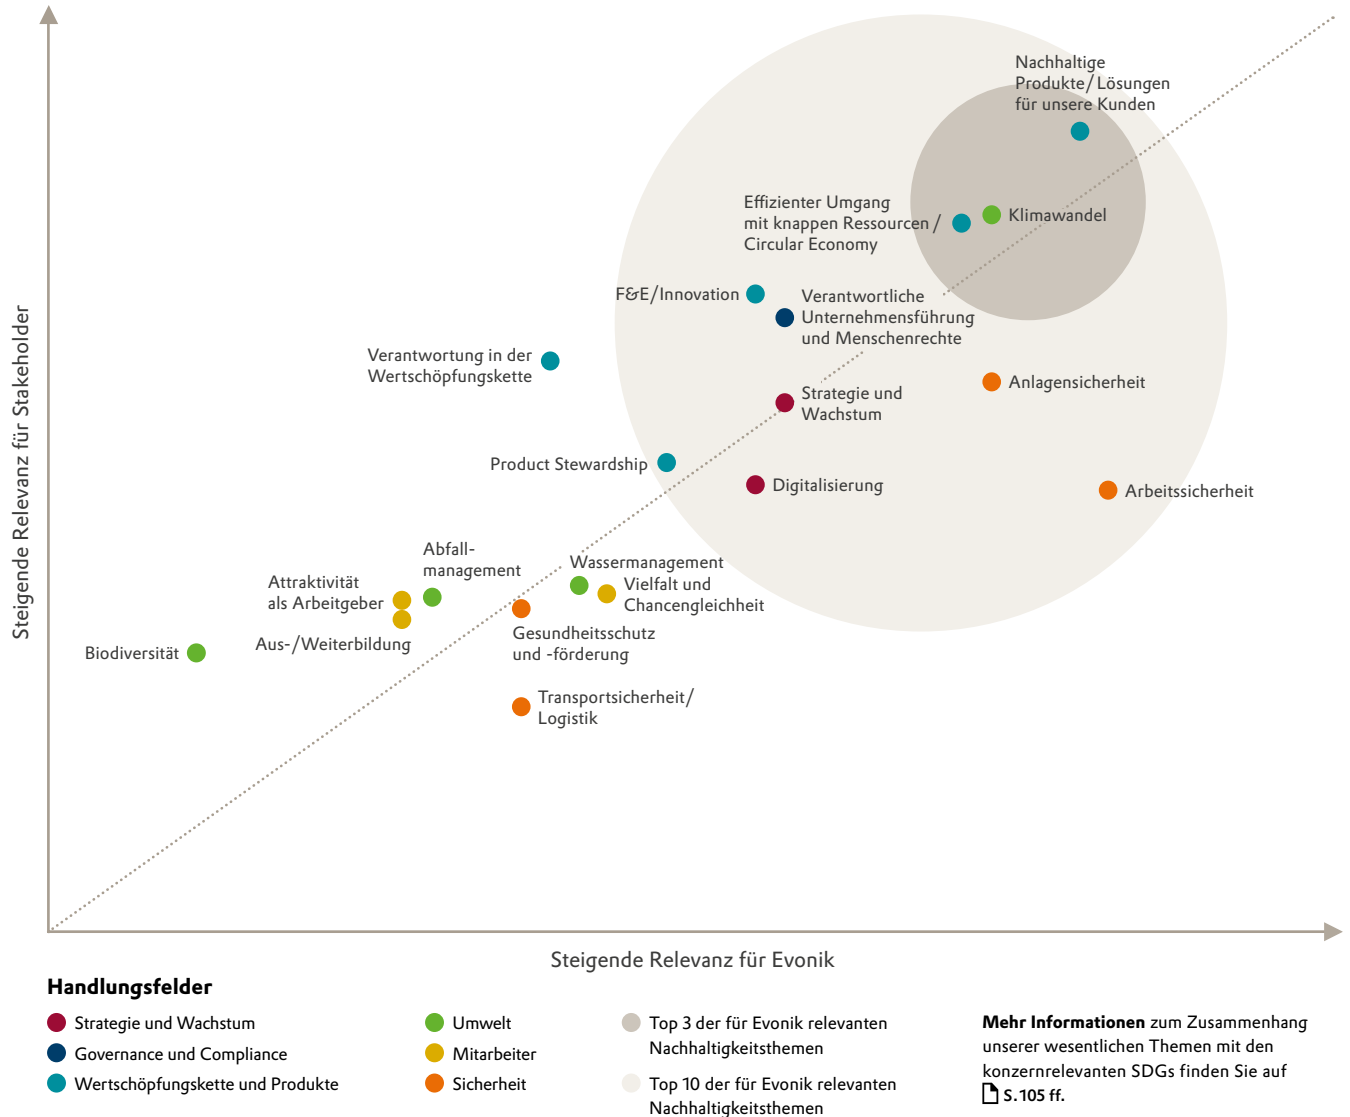 Nachhaltige
Produkte/Lösungen
für unsere Kunden
Effizienter Umgang
mit knappen Ressourcen/
Circular Economy
Klimawandel
F&E/Innovation
Verantwortliche
Unternehmensführung
und Menschenrechte
Verantwortung in der
Wertschöpfungskette
Anlagensicherheit
Strategie und
Wachstum
Product Stewardship
Digitalisierung
Arbeitssicherheit
Abfall-
management
Wassermanagement
Attraktivität
als Arbeitgeber
Vielfalt und
Chancengleichheit
Aus-/Weiterbildung
Gesundheitsschutz
und -förderung
Biodiversität
Transportsicherheit/
Logistik
Steigende Relevanz für Stakeholder
Steigende Relevanz für Evonik
Handlungsfelder
Strategie und Wachstum
Governance und Compliance
Wertschöpfungskette und Produkte
Umwelt
Mitarbeiter
Sicherheit
Top 3 der für Evonik relevanten
Nachhaltigkeitsthemen
Top 10 der für Evonik relevanten
Nachhaltigkeitsthemen
Mehr Informationen zum Zusammenhang
unserer wesentlichen Themen mit den
konzernrelevanten SDGs finden Sie auf
S.105 ff.